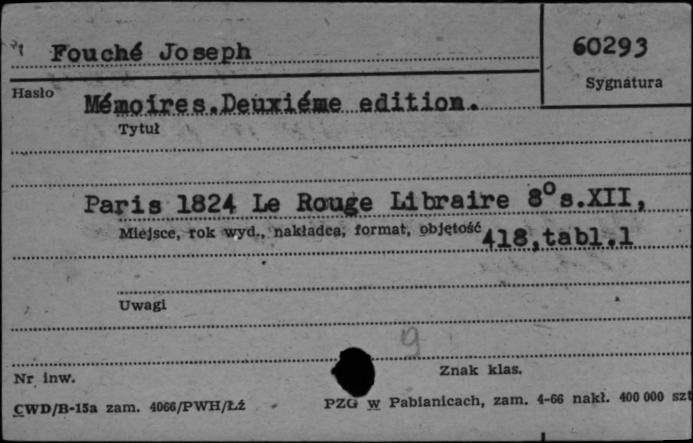 Fouché Joseph
60293
Sygnatura
Hasło
Mémoires.Deuxiéme edition.
Tytuł
Paris 1824 Le Rouge Libraire 8⁰ s.XII,
Miejsce, rok wyd., nakładca, format, objętość
418,tabl.1
Uwagi
9
Nr inw.
Znak klas.
CWD/B-15a zam. 4066/PWH/Łź
PZG w Pabianicach, zam. 4-66 nakł. 400 000 szt